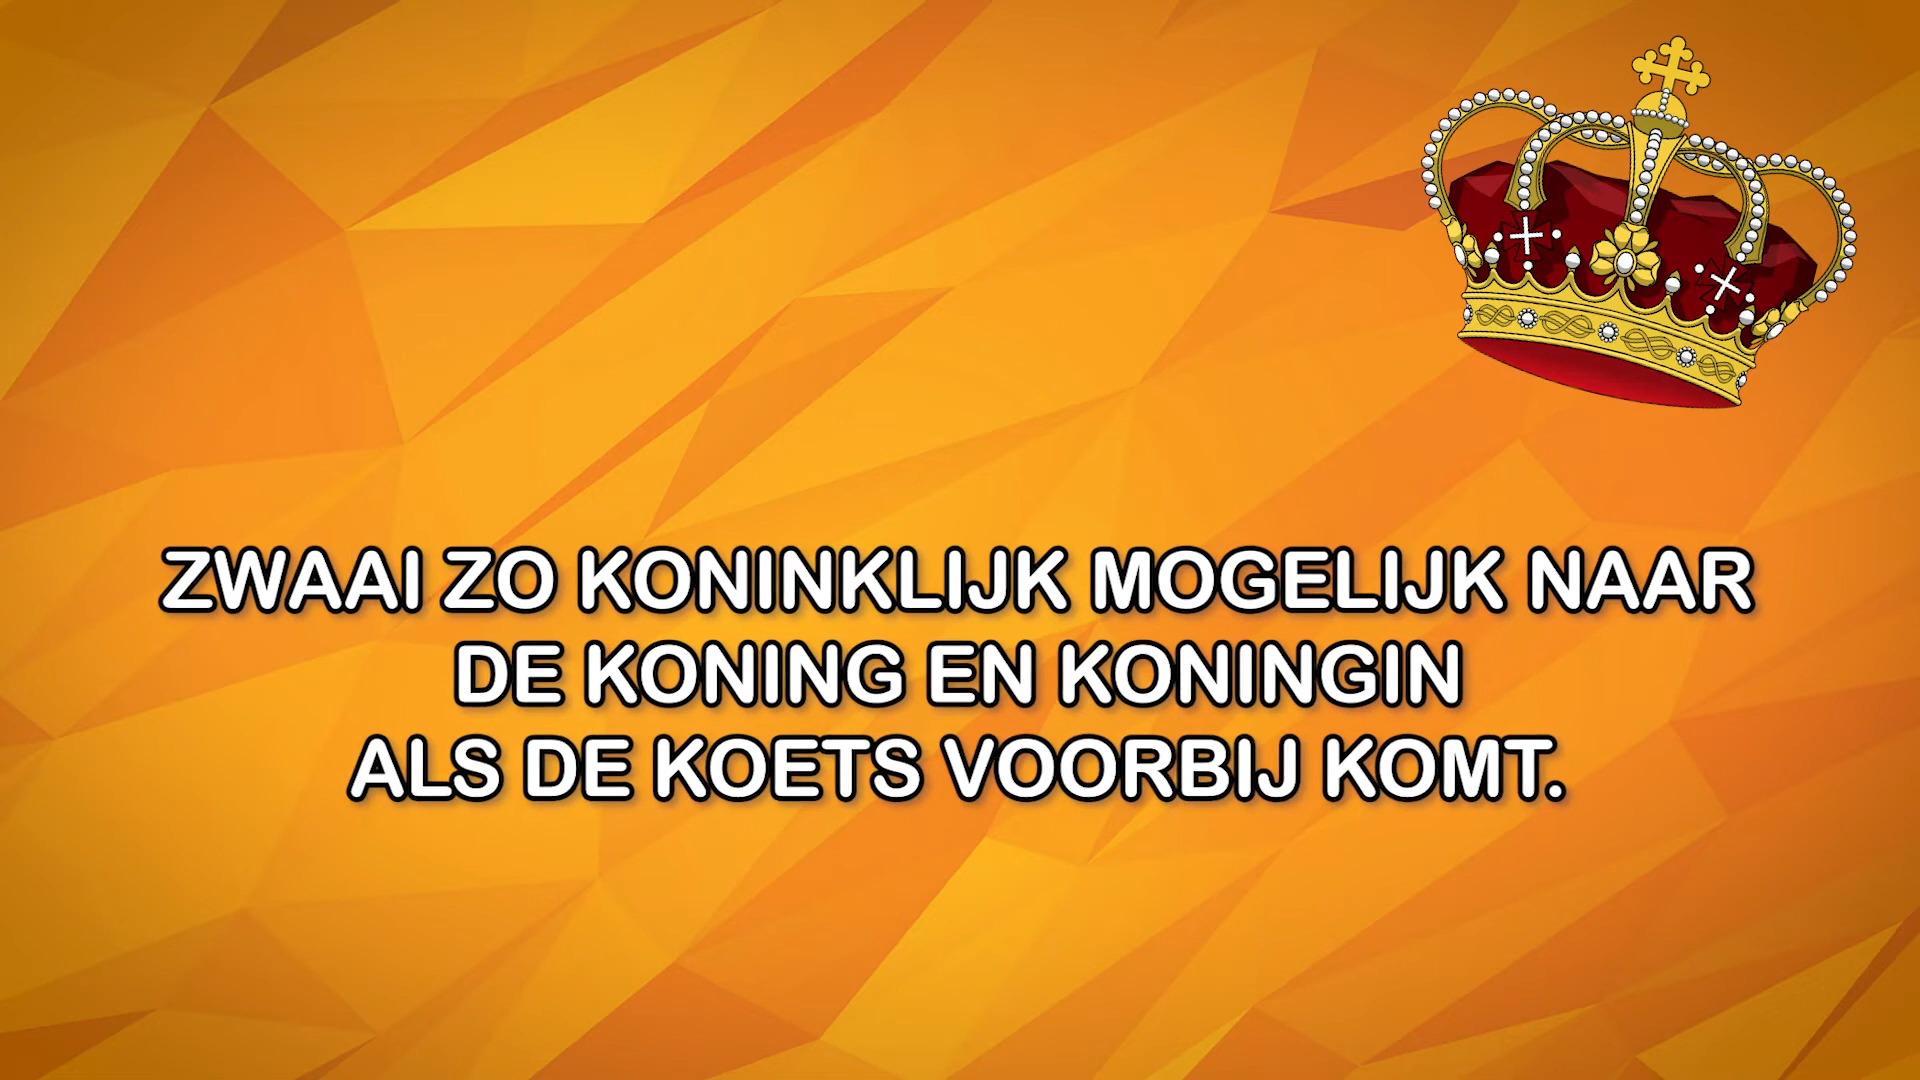 ZWAAI ZO KONINKLIJK MOGELIJK NAAR
DE KONING EN KONINGIN
ALS DE KOETS VOORBIJ KOMT.